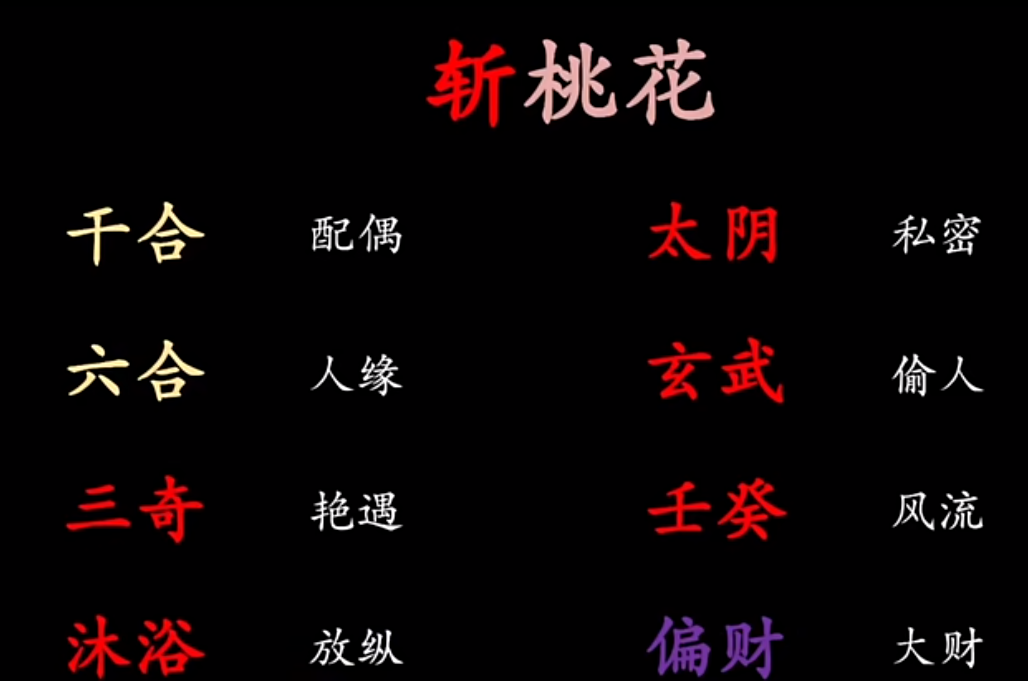 斩桃花
干合 配偶 太阴 私密
六合 人缘 玄武 偷人
三奇 艳遇 壬癸 风流
沐浴 放纵 偏财 大财